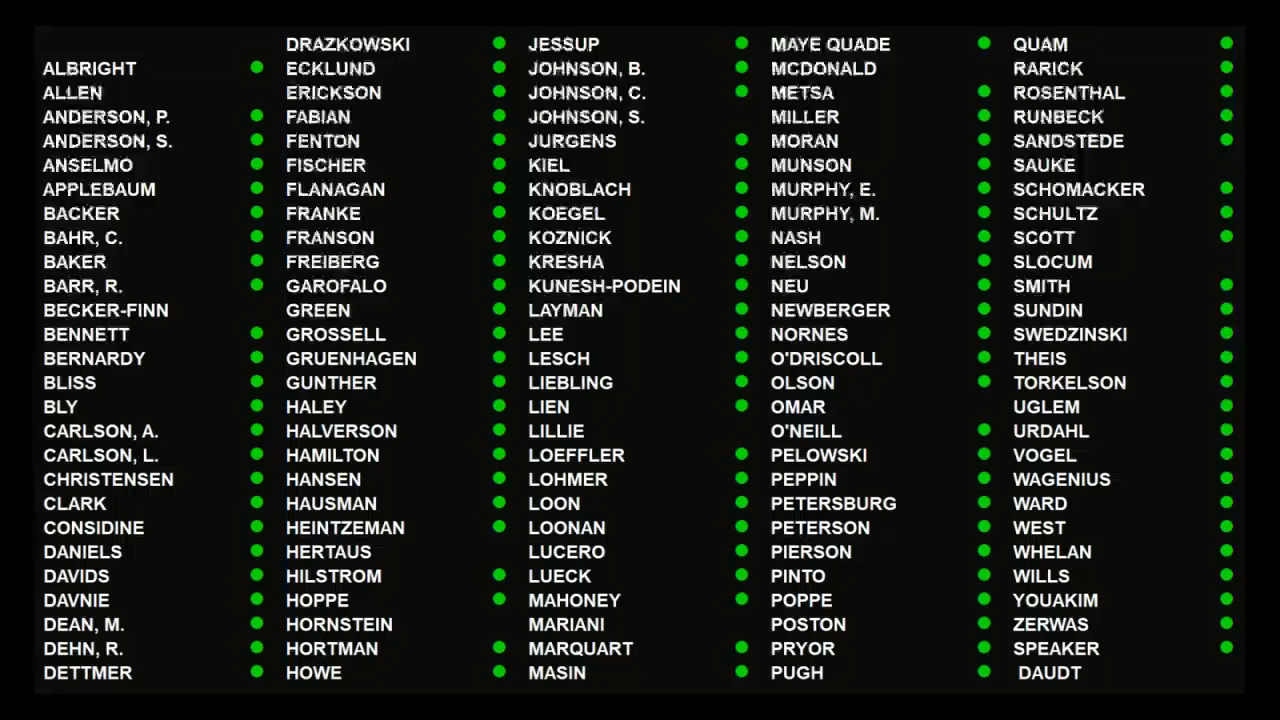 ALBRIGHT
ALLEN
ANDERSON, P.
ANDERSON, S.
ANSELMO
APPLEBAUM
BACKER
BAHR, C.
BAKER
BARR, R.
BECKER-FINN
BENNETT
BERNARDY
BLISS
BLY
CARLSON, A.
CARLSON, L.
CHRISTENSEN
CLARK
CONSIDINE
DANIELS
DAVIDS
DAVNIE
DEAN, M.
DEHN, R.
DETTMER
DRAZKOWSKI
ECKLUND
ERICKSON
FABIAN
FENTON
FISCHER
FLANAGAN
FRANKE
FRANSON
FREIBERG
GAROFALO
GREEN
GROSSELL
GRUENHAGEN
GUNTHER
HALEY
HALVERSON
HAMILTON
HANSEN
HAUSMAN
HEINTZEMAN
HERTAUS
HILSTROM
HOPPE
HORNSTEIN
HORTMAN
HOWE
JESSUP
JOHNSON, B.
JOHNSON, C.
JOHNSON, S.
JURGENS
KIEL
KNOBLACH
KOEGEL
KOZNICK
KRESHA
KUNESH-PODEIN
LAYMAN
LEE
LESCH
LIEBLING
LIEN
LILLIE
LOEFFLER
LOHMER
LOON
LOONAN
LUCERO
LUECK
MAHONEY
MARIANI
MARQUART
MASIN
MAYE QUADE
MCDONALD
METSA
MILLER
MORAN
MUNSON
MURPHY, E.
MURPHY, M.
NASH
NELSON
NEU
NEWBERGER
NORNES
O'DRISCOLL
OLSON
OMAR
O'NEILL
PELOWSKI
PEPPIN
PETERSBURG
PETERSON
PIERSON
PINTO
POPPE
POSTON
PRYOR
PUGH
QUAM
RARICK
ROSENTHAL
RUNBECK
SANDSTEDE
SAUKE
SCHOMACKER
SCHULTZ
SCOTT
SLOCUM
SMITH
SUNDIN
SWEDZINSKI
THEIS
TORKELSON
UGLEM
URDAHL
VOGEL
WAGENIUS
WARD
WEST
WHELAN
WILLS
YOUAKIM
ZERWAS
SPEAKER
DAUDT